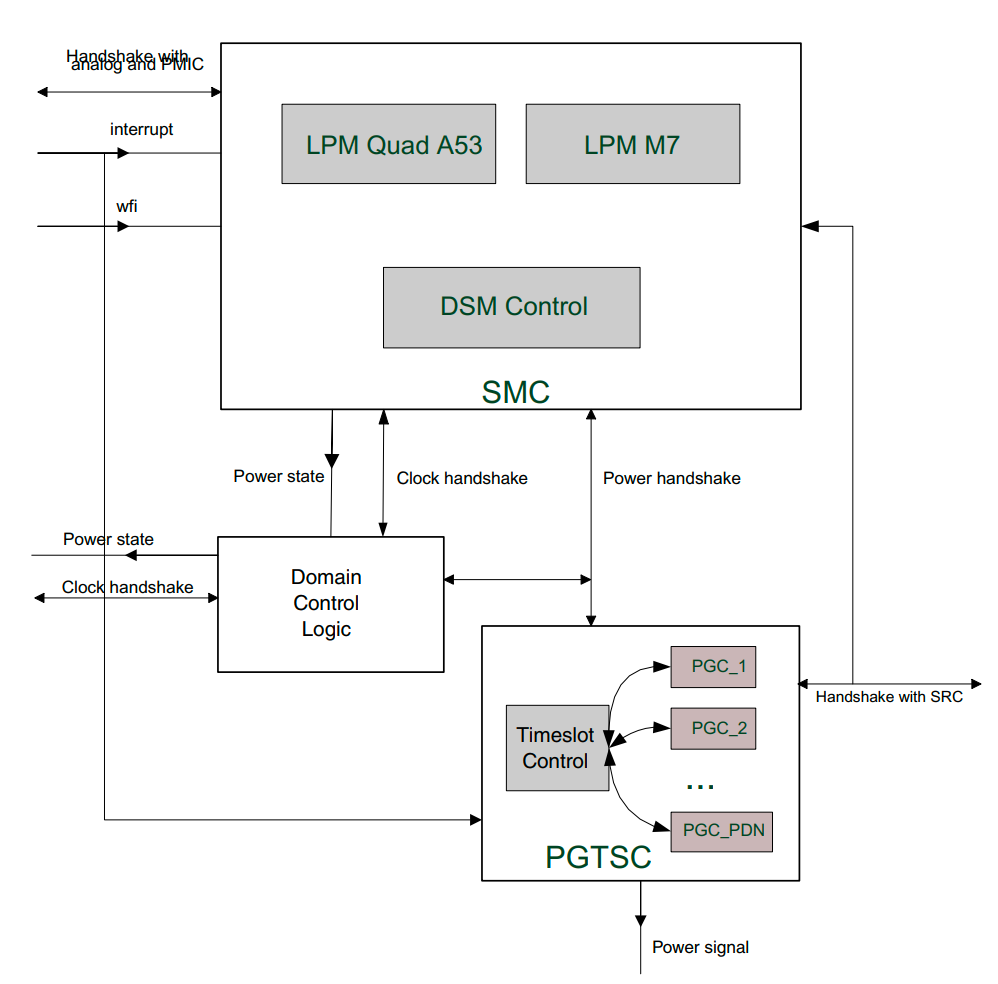 Handshake with
analog and PMIC
interrupt
wfi
LPM Quad A53
LPM M7
DSM Control
SMC
Power state
Clock handshake
Power handshake
Power state
Clock handshake
Domain
Control
Logic
PGC_1
PGC_2
...
PGC_PDN
Timeslot
Control
PGTSC
Handshake with SRC
Power signal